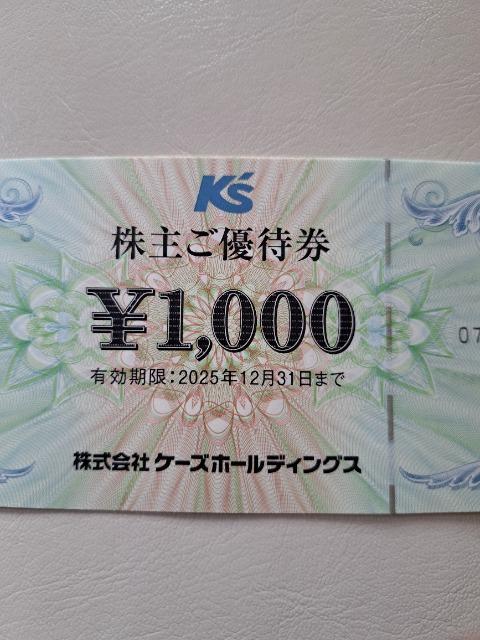 K's
株主ご優待券
¥1,000
07
有効期限:2025年12月31日まで
株式会社 ケーズホールディングス